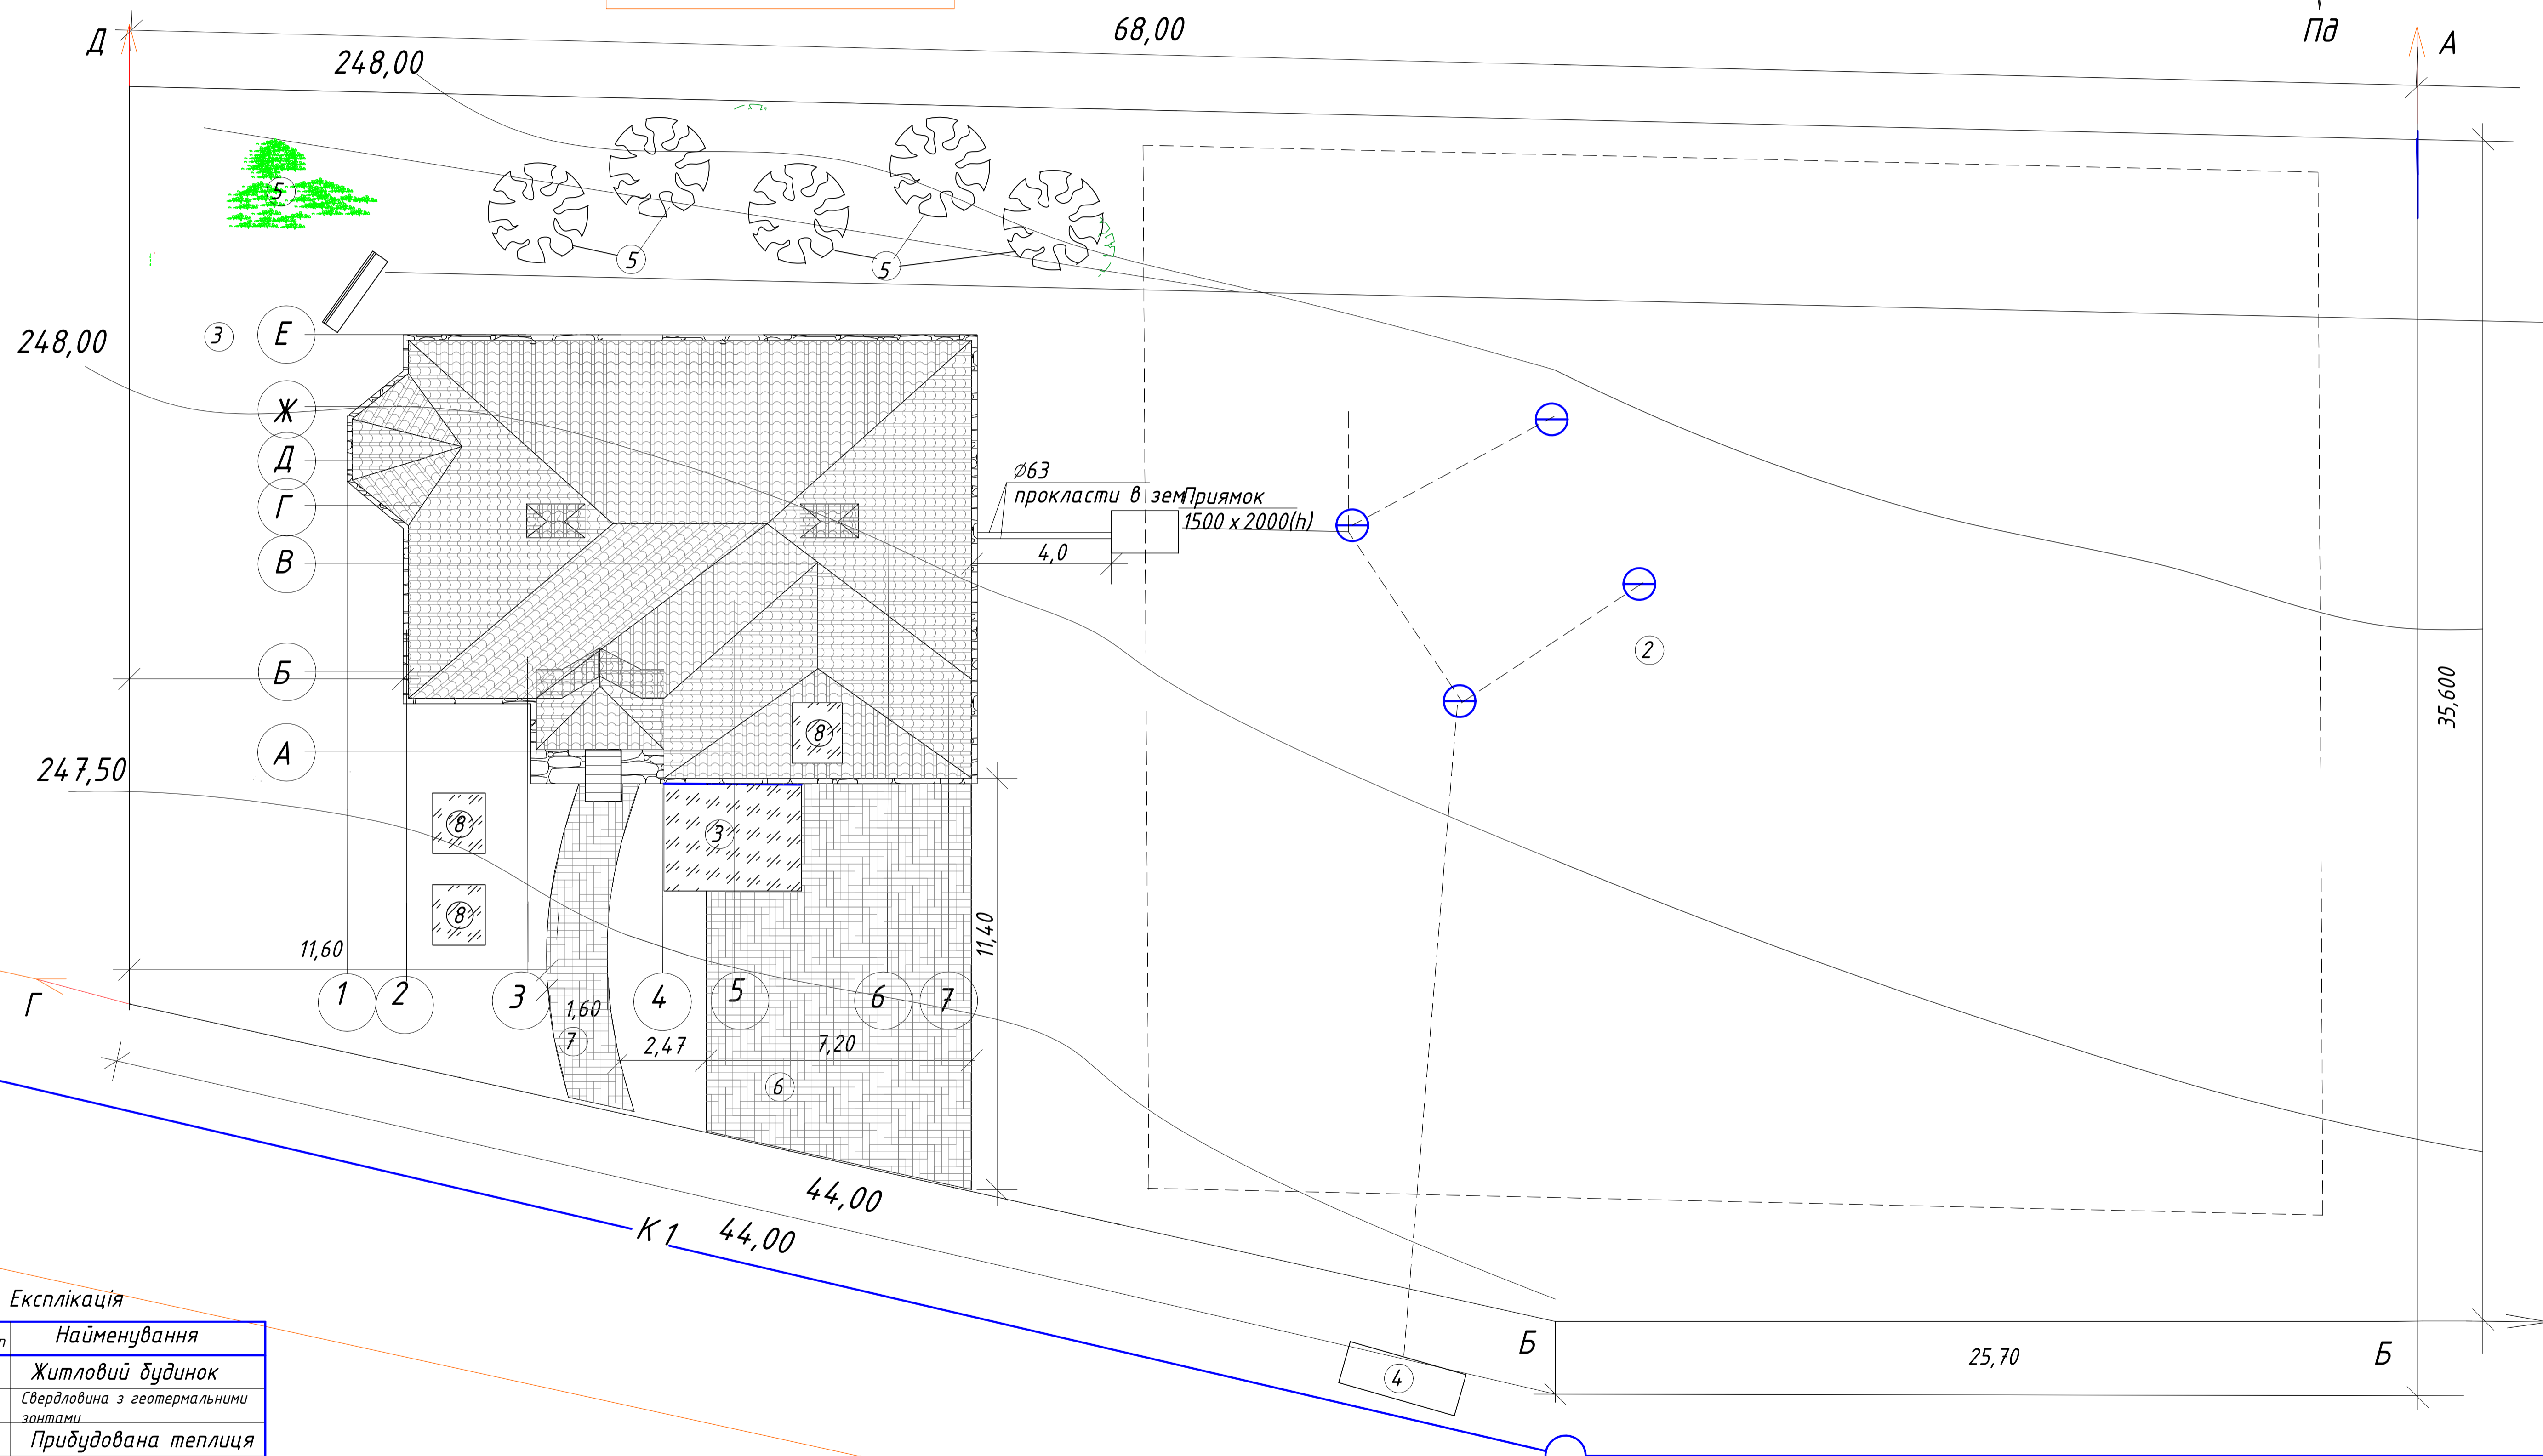 68,00
Д
248,00
Пд
А
5
5
5
248,00
3
Е
Ж
Д
Г
В
Б
А
∅63
прокласти в зем
Приямок
1500 х 2000(h)
4,0
2
35,600
247,50
8
8
8
3
11,60
11,40
Г
1
2
3
4
5
6
7
1,60
7
2,47
7,20
6
44,00
К 1
44,00
Б
25,70
Б
4
Експлікація
п
Найменування
Житловий будинок
Свердловина з геотермальними
зонтами
Прибудована теплиця